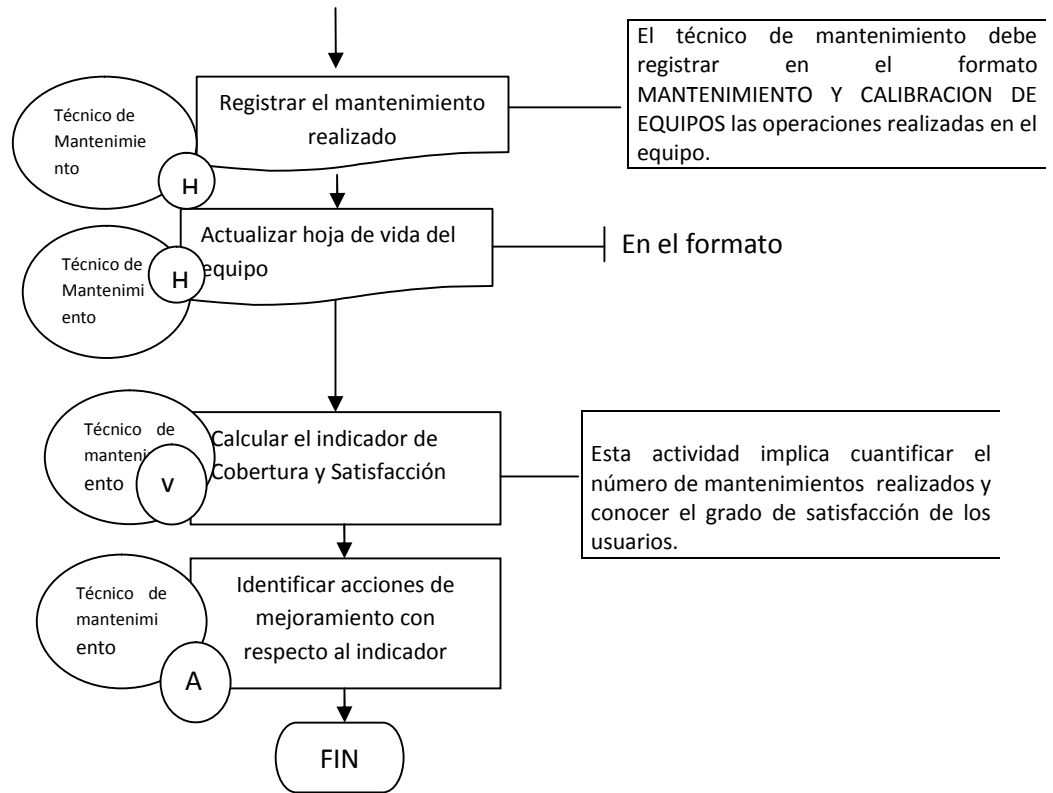 Técnico de
Mantenimie
nto
H
Registrar el mantenimiento
realizado
El técnico de mantenimiento debe
registrar en el formato
MANTENIMIENTO Y CALIBRACION DE
EQUIPOS las operaciones realizadas en el
equipo.
Técnico de
Mantenimi
ento
H
Actualizar hoja de vida del
equipo
En el formato
Técnico de
manteni
ento
v
Calcular el indicador de
Cobertura y Satisfacción
Esta actividad implica cuantificar el
número de mantenimientos realizados y
conocer el grado de satisfacción de los
usuarios.
Técnico de
mantenimi
ento
A
Identificar acciones de
mejoramiento con
respecto al indicador
FIN